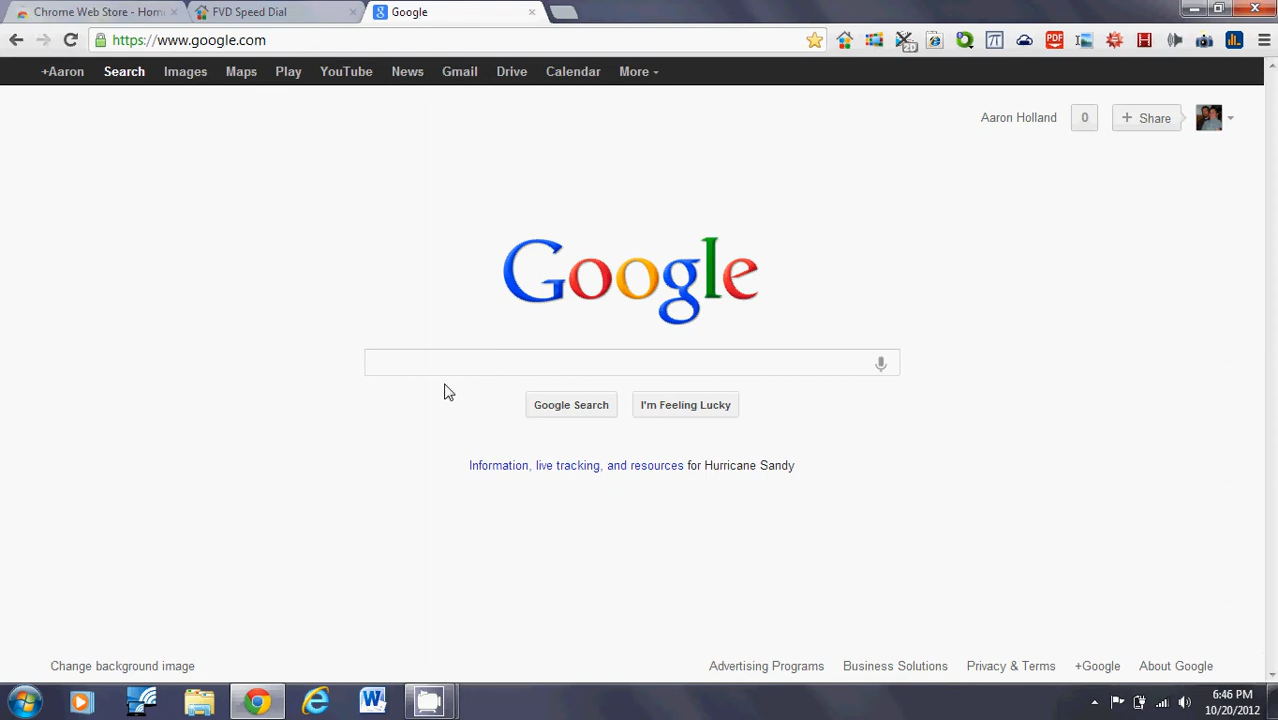 Chrome Web Store - Hom
FVD Speed Dial
Google
https://www.google.com
PDF
+Aaron Search Images Maps Play YouTube News Gmail Drive Calendar More
Aaron Holland 0 + Share
Google
Google Search I'm Feeling Lucky
Information, live tracking, and resources for Hurricane Sandy
Change background image Advertising Programs Business Solutions Privacy & Terms +Google About Google
6:46 PM
10/20/2012